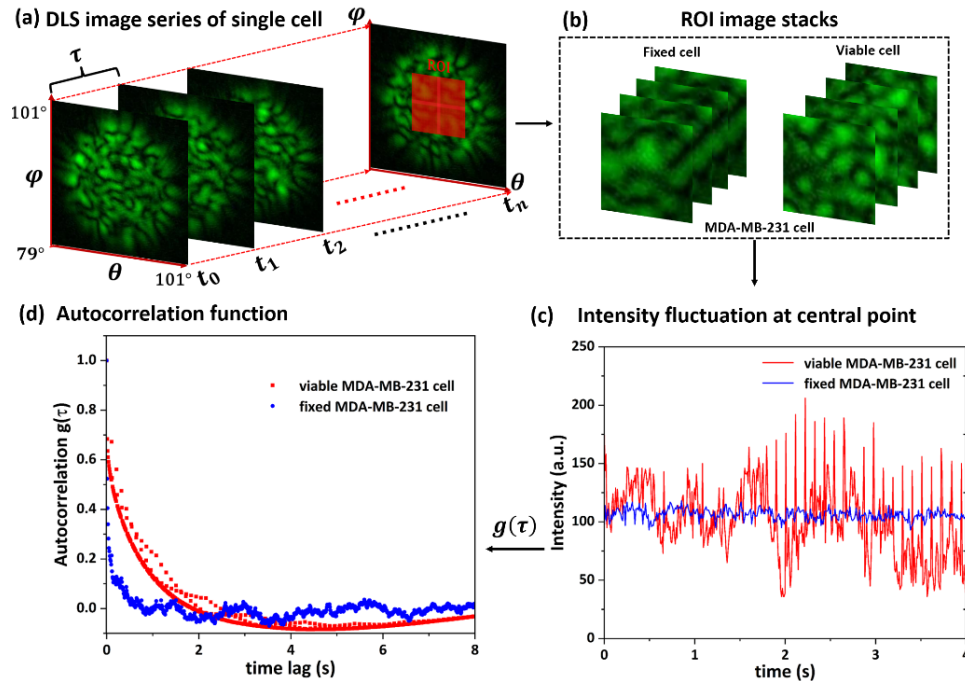 (a) DLS image series of single cell
τ
101°
φ
79°
θ
101°
t₀
t₁
t₂
φ
ROI
θ
tₙ
(b) ROI image stacks
Fixed cell
Viable cell
MDA-MB-231 cell
(d) Autocorrelation function
1.0
0.8
0.6
0.4
0.2
0.0
Autocorrelation g(τ)
viable MDA-MB-231 cell
fixed MDA-MB-231 cell
0 2 4 6 8
time lag (s)
g(τ)
(c) Intensity fluctuation at central point
250
200
150
100
50
0
Intensity (a.u.)
viable MDA-MB-231 cell
fixed MDA-MB-231 cell
0 1 2 3 4
time (s)